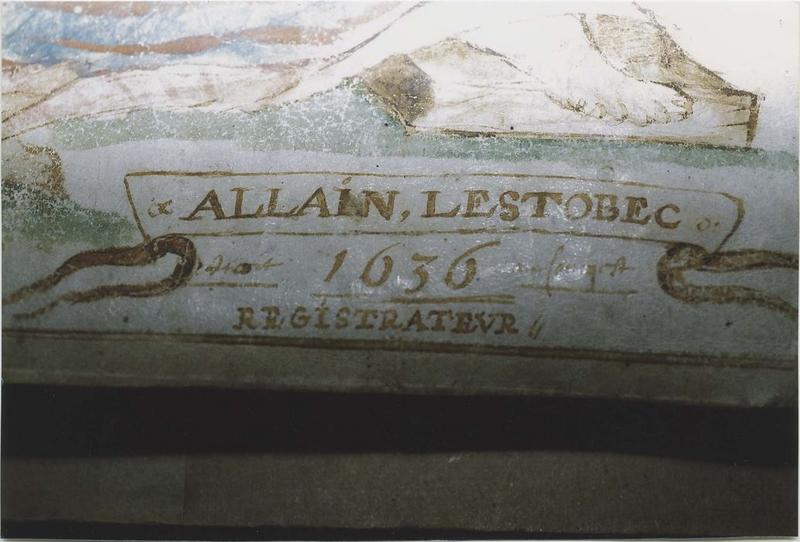 ALLAIN, LESTOBEC
1636
REGISTRATEVR